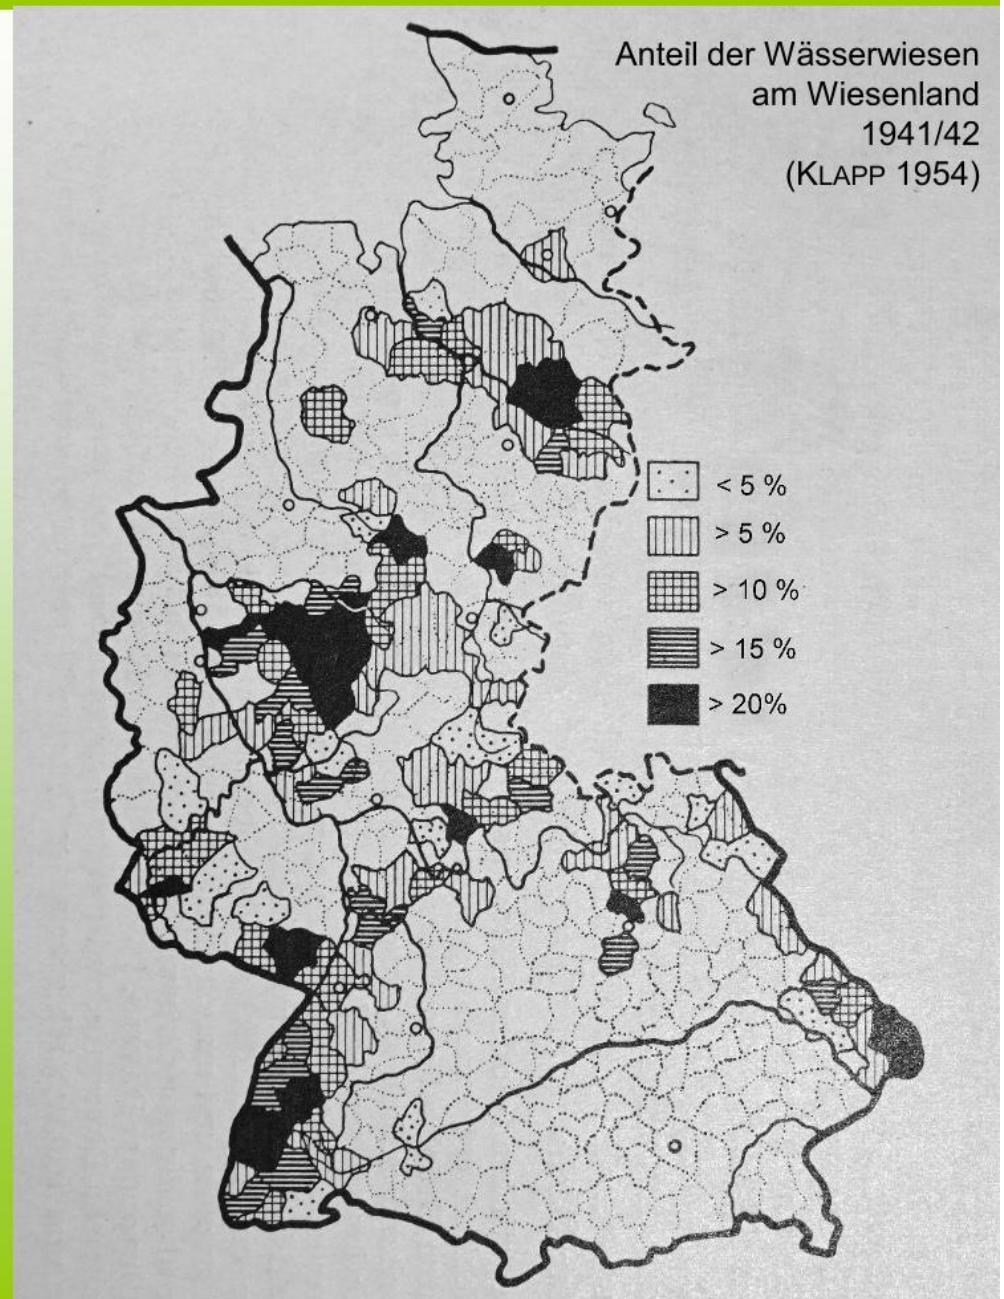 Anteil der Wässerwiesen
am Wiesenland
1941/42
(KLAPP 1954)
< 5 %
> 5 %
> 10 %
> 15 %
> 20%